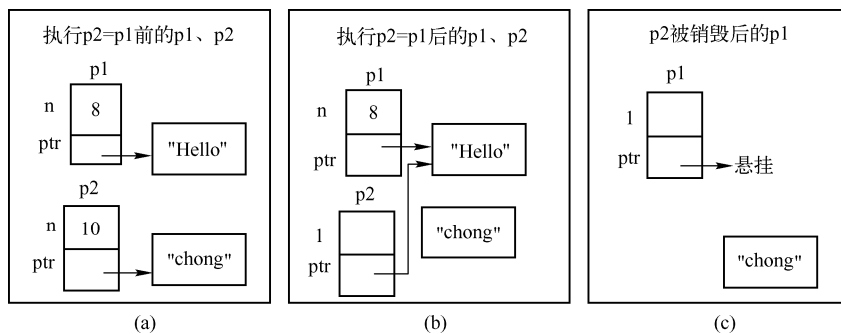 执行p2=p1前的p1、p2
p1
n
8
ptr
"Hello"
p2
n
10
ptr
"chong"
(a)
执行p2=p1后的p1、p2
p1
n
8
ptr
"Hello"
p2
l
ptr
"chong"
(b)
p2被销毁后的p1
p1
l
ptr
悬挂
"chong"
(c)